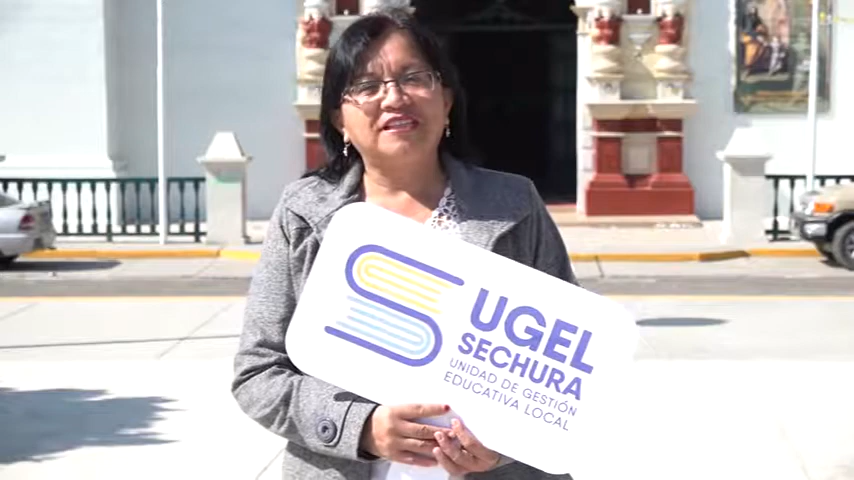 UGEL
SECHURA
UNIDAD DE GESTIÓN
EDUCATIVA LOCAL